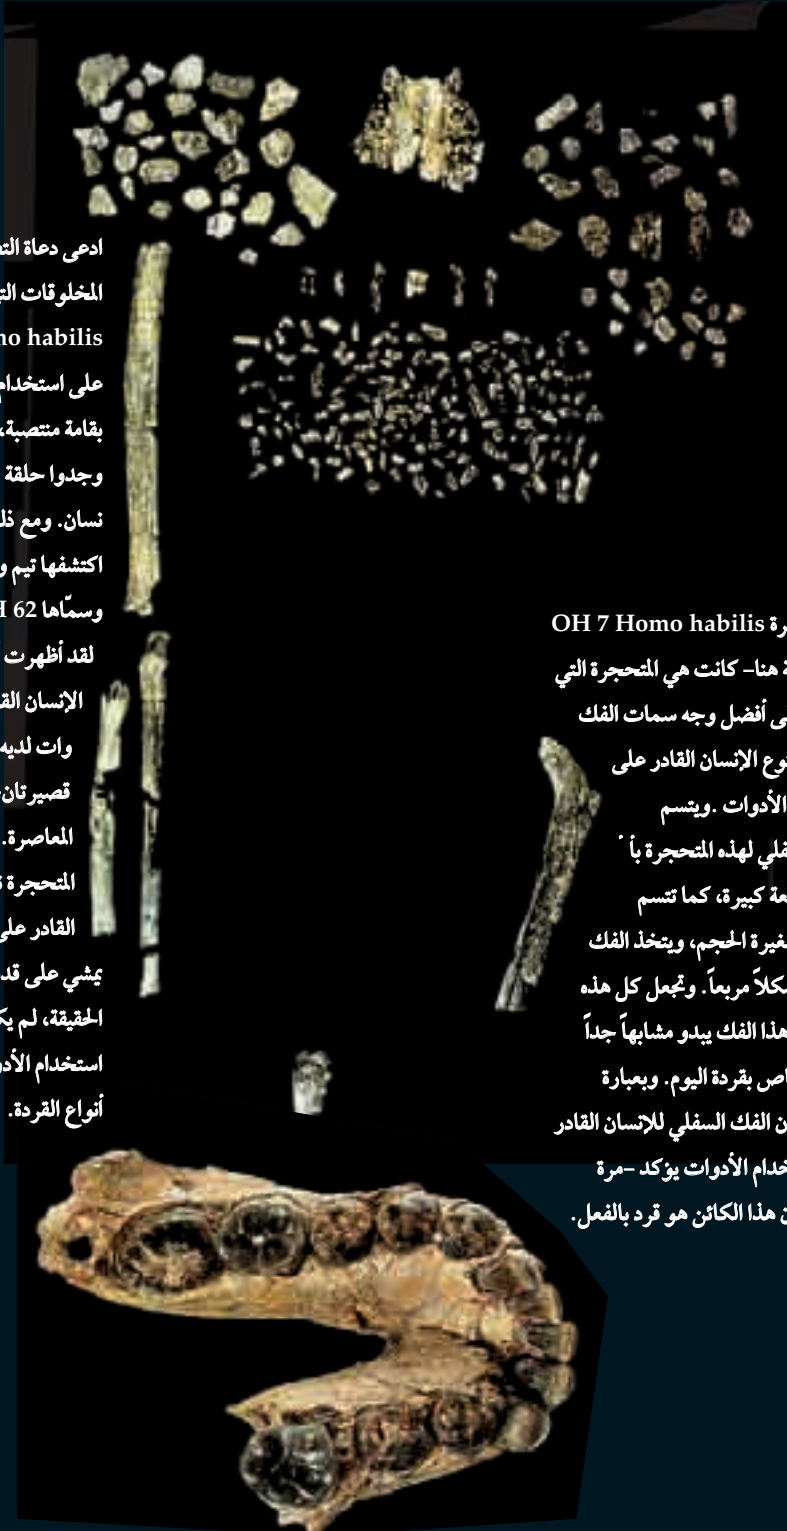 ادعى دعاة الت
المخلوقات الت
no habilis
على استخدام
بقامة منتصبة،
وجدوا حلقة
نسان. ومع ذل
اكتشفها تيم و
وسمّاها H 62
لقد أظهرت
الإنسان الق
وات لديه
قصيرتان
المعاصرة.
المتحجرة ت
القادر على
يمشي على قد
الحقيقة، لم يك
استخدام الأد
أنواع القردة.
رة OH 7 Homo habilis
ة هنا– كانت هي المتحجرة التي
ى أفضل وجه سمات الفك
نوع الإنسان القادر على
الأدوات .ويتسم
فلي لهذه المتحجرة بأ
عة كبيرة، كما تتسم
غيرة الحجم، ويتخذ الفك
كلاً مربعاً. وتجعل كل هذه
هذا الفك يبدو مشابهاً جداً
اص بقردة اليوم. وبعبارة
ن الفك السفلي للإنسان القادر
خدام الأدوات يؤكد –مرة
ن هذا الكائن هو قرد بالفعل.